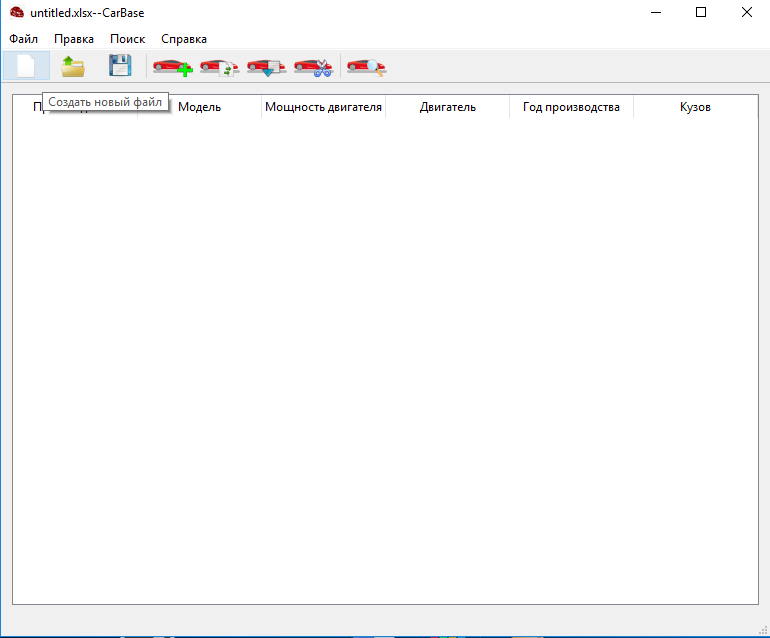 untitled.xlsx--CarBase
Файл Правка Поиск Справка
Создать новый файл
Модель Мощность двигателя Двигатель Год производства Кузов